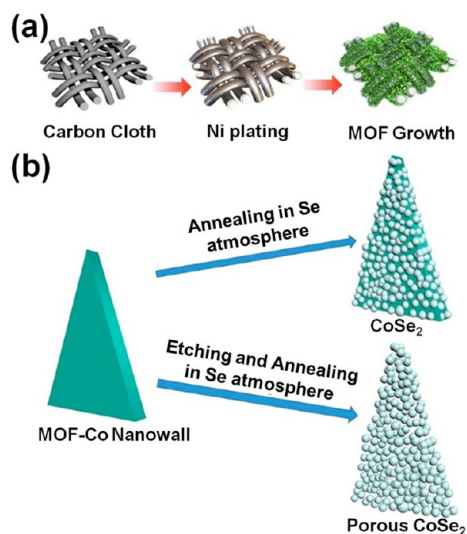 (a)
Carbon Cloth
Ni plating
MOF Growth
(b)
Annealing in Se
atmosphere
CoSe₂
Etching and Annealing
in Se atmosphere
MOF-Co Nanowall
Porous CoSe₂